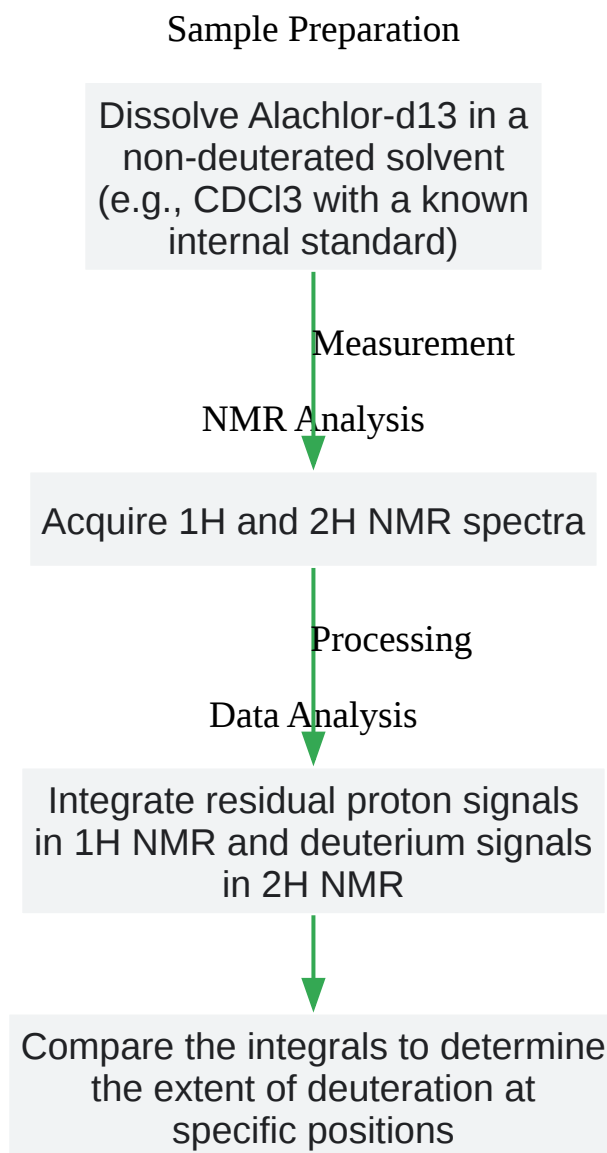 Sample Preparation
Dissolve Alachlor-d13 in a
non-deuterated solvent
(e.g., CDCl3 with a known
internal standard)
Measurement
NMR Analysis
Acquire 1H and 2H NMR spectra
Processing
Data Analysis
Integrate residual proton signals
in 1H NMR and deuterium signals
in 2H NMR
Compare the integrals to determine
the extent of deuteration at
specific positions